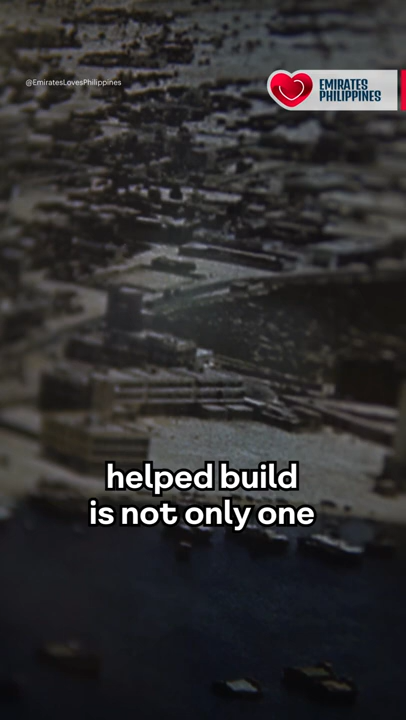 @EmiratesLovesPhilippines
EMIRATES
PHILIPPINES
helped build
is not only one